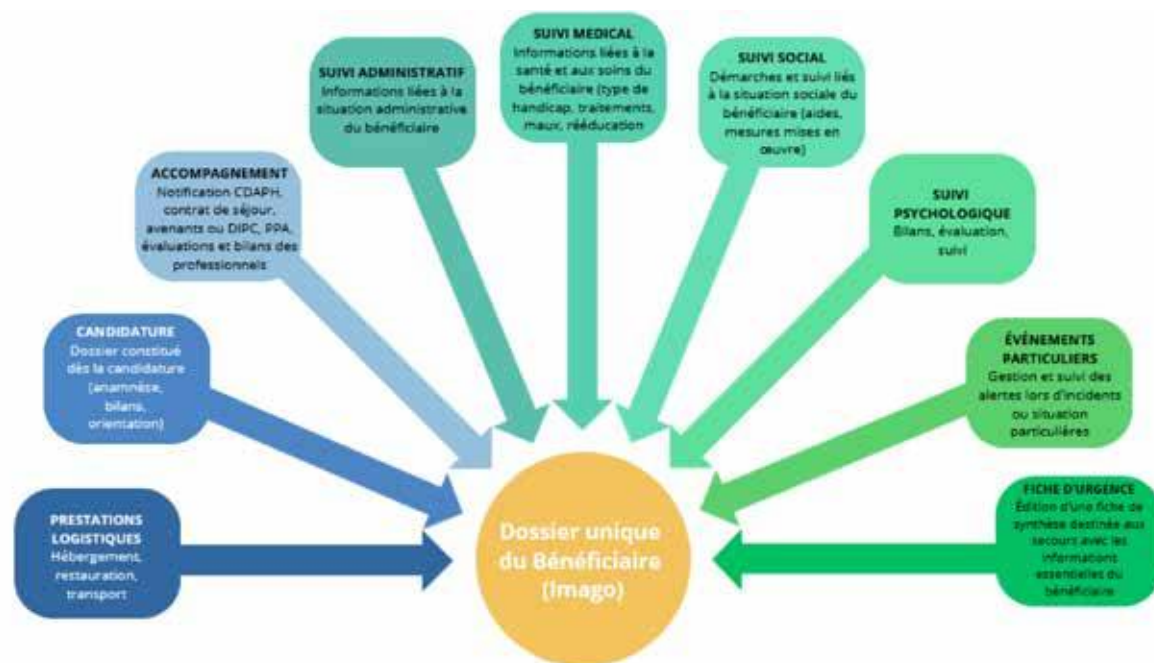 PRESTATIONS
LOGISTIQUES
Hébergement,
restauration,
transport
CANDIDATURE
Dossier constitué
dès la candidature
(anamnèse,
bilans,
orientation)
ACCOMPAGNEMENT
Notification CDAPH,
contrat de séjour,
avenants ou DIPC, PPA,
évaluations et bilans des
professionnels
SUIVI ADMINISTRATIF
Informations liées à la
situation administrative
du bénéficiaire
SUIVI MEDICAL
Informations liées à la
santé et aux soins du
bénéficiaire (type de
handicap, traitements,
maux, rééducation
SUIVI SOCIAL
Démarches et suivi liés
à la situation sociale du
bénéficiaire (aides,
mesures mises en
œuvre)
SUIVI
PSYCHOLOGIQUE
Bilans, évaluation,
suivi
ÉVÉNEMENTS
PARTICULIERS
Gestion et suivi des
alertes lors d'incidents
ou situation
particulières
FICHE D'URGENCE
Édition d'une fiche de
synthèse destinée aux
secours avec les
informations
essentielles du
bénéficiaire
Dossier unique
du Bénéficiaire
(Imago)